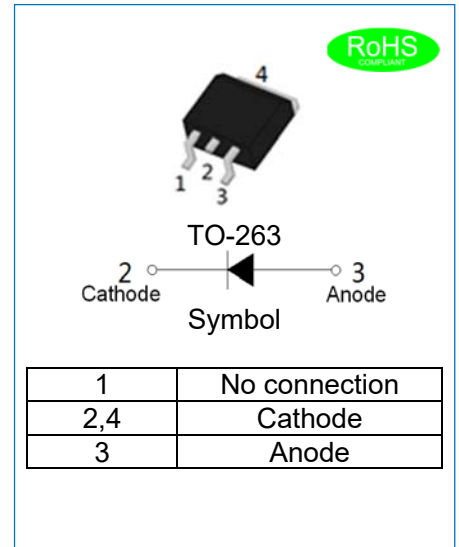 RoHS
COMPLIANT
4
1 2 3
TO-263
2 3
Cathode Anode
Symbol
1 No connection
2,4 Cathode
3 Anode